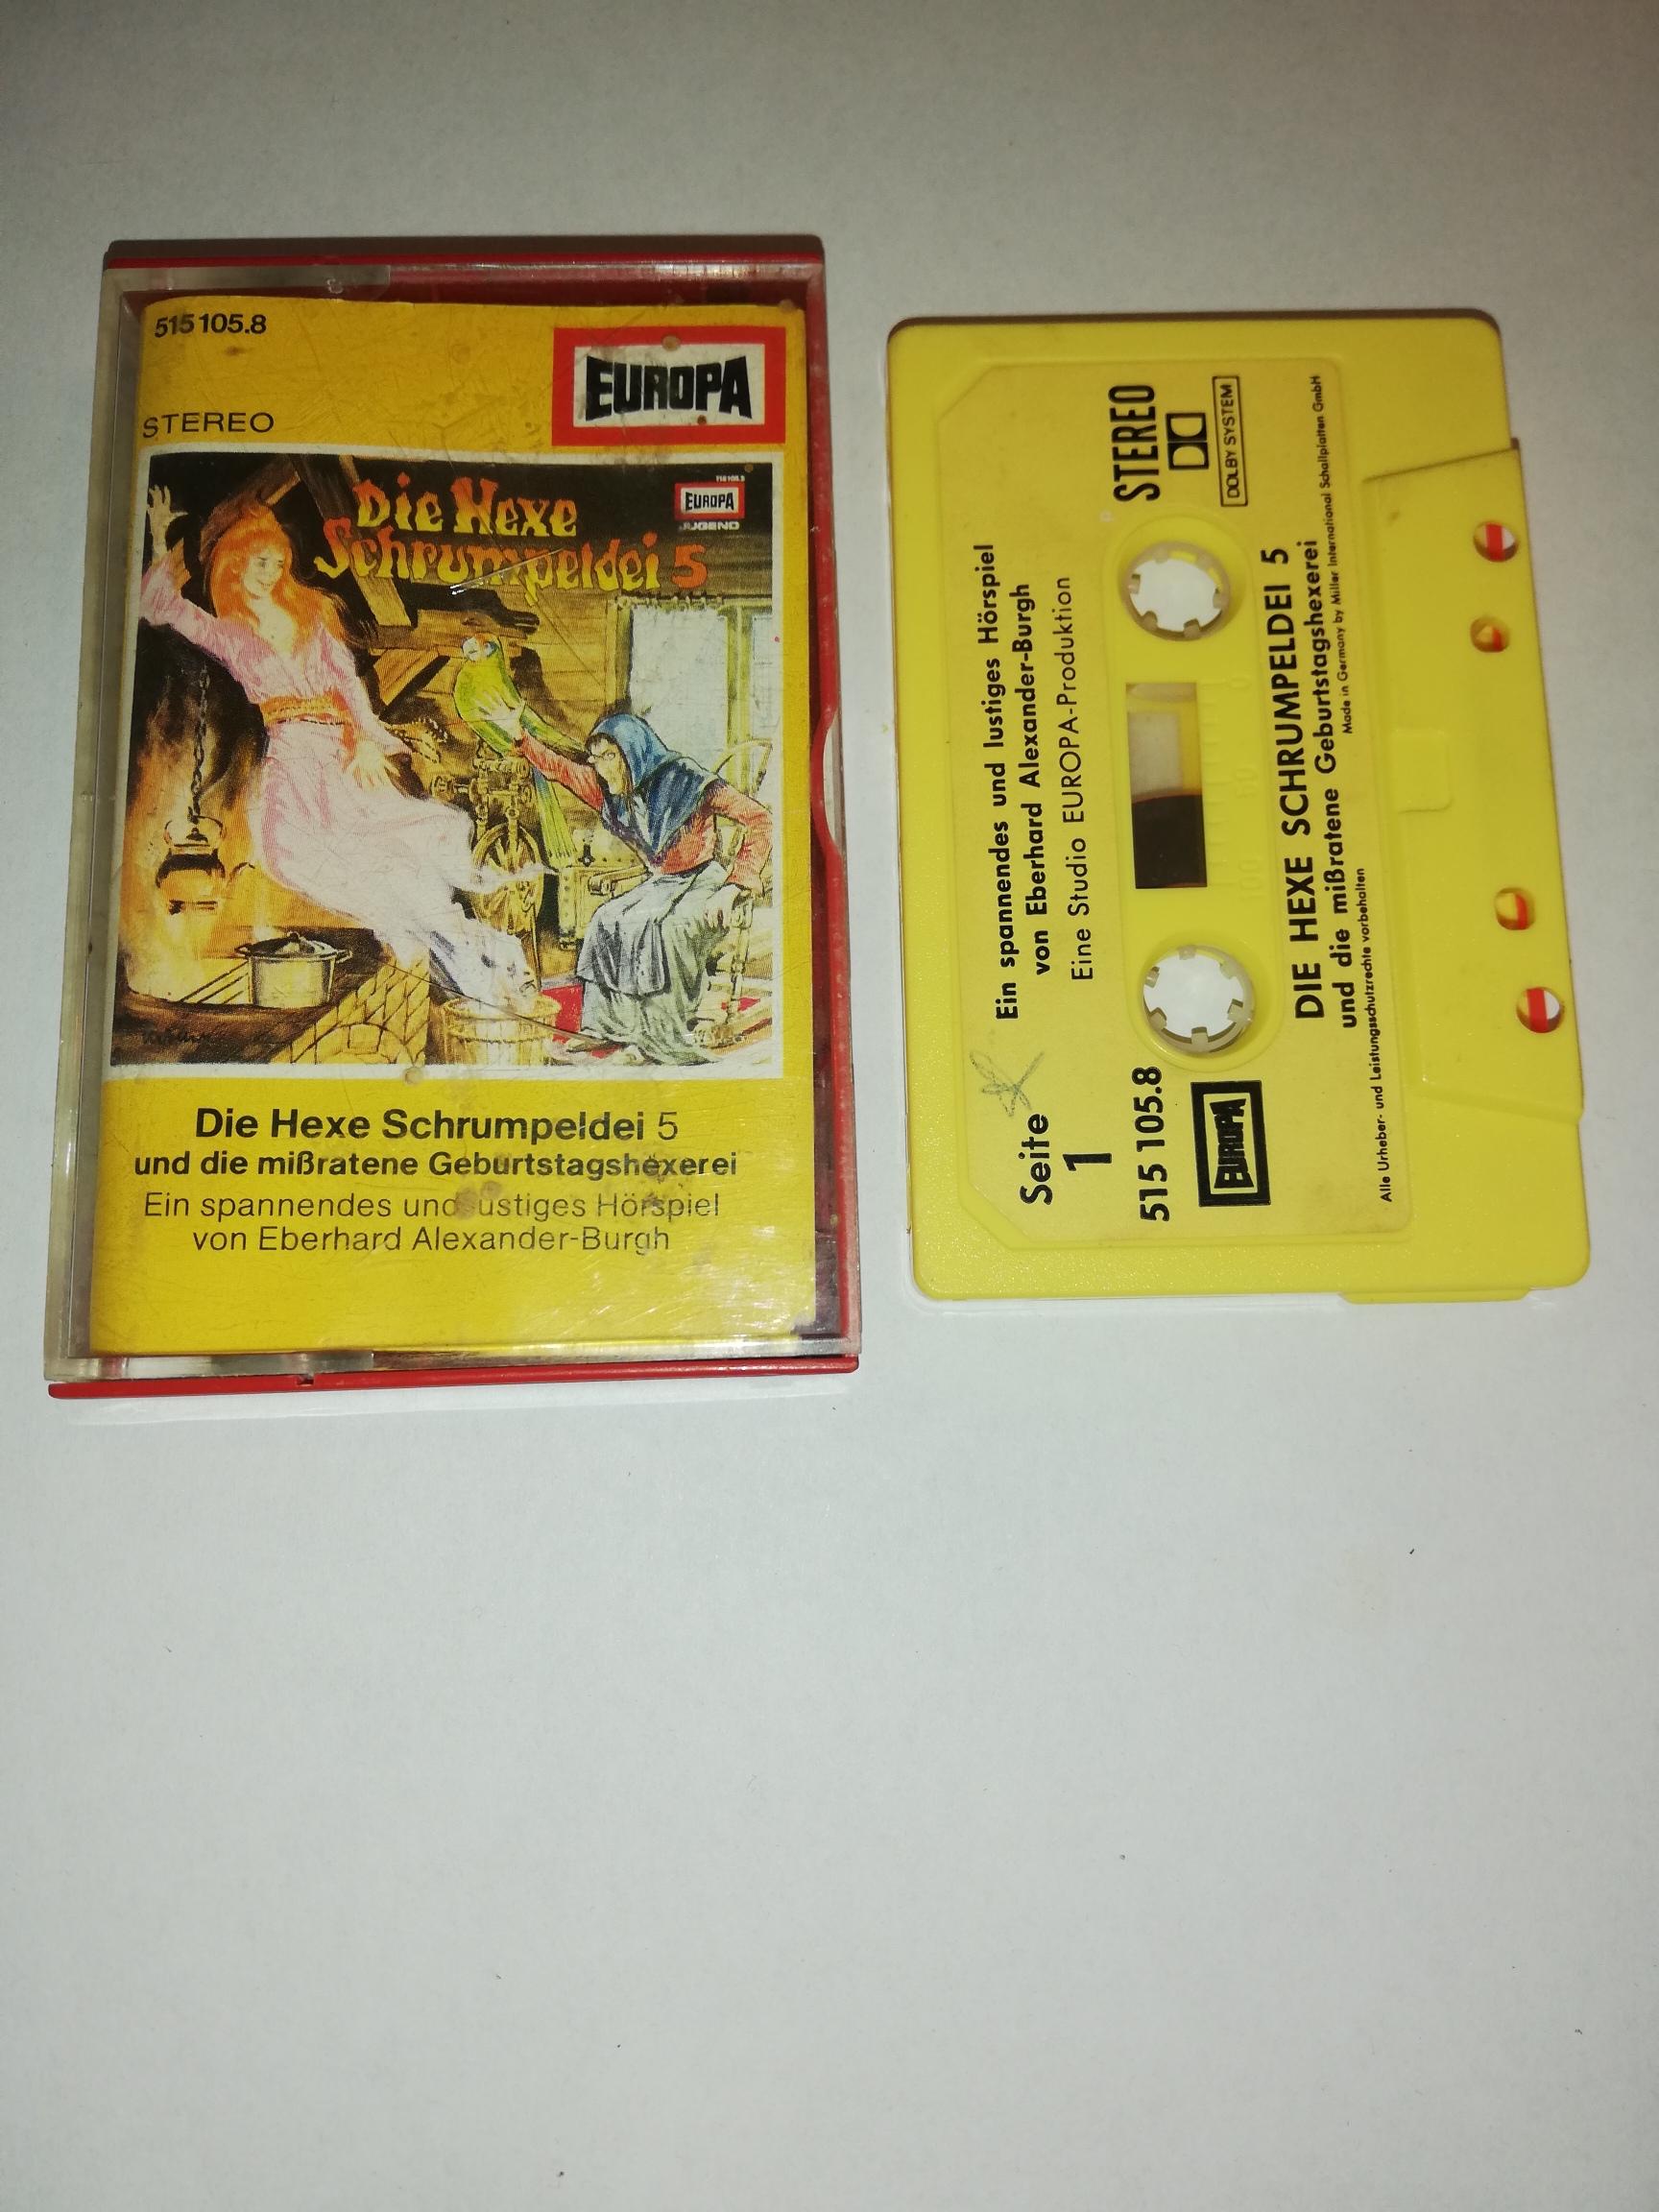 515 105.8
EUROPA
STEREO
Die Hexe
Schrumpeldei 5
EUROPA
JUGEND
Die Hexe Schrumpeldei 5
und die mißratene Geburtstagshexerei
Ein spannendes und lustiges Hörspiel
von Eberhard Alexander-Burgh
Ein spannendes und lustiges Hörspiel
von Eberhard Alexander-Burgh
Eine Studio EUROPA-Produktion
Seite
1
515 105.8
EUROPA
STEREO
DOLBY SYSTEM
100 50 0
DIE HEXE SCHRUMPELDEI 5
und die mißratene Geburtstagshexerei
Made in Germany by Miller International Schallplatten GmbH
Alle Urheber- und Leistungsschutzrechte vorbehalten